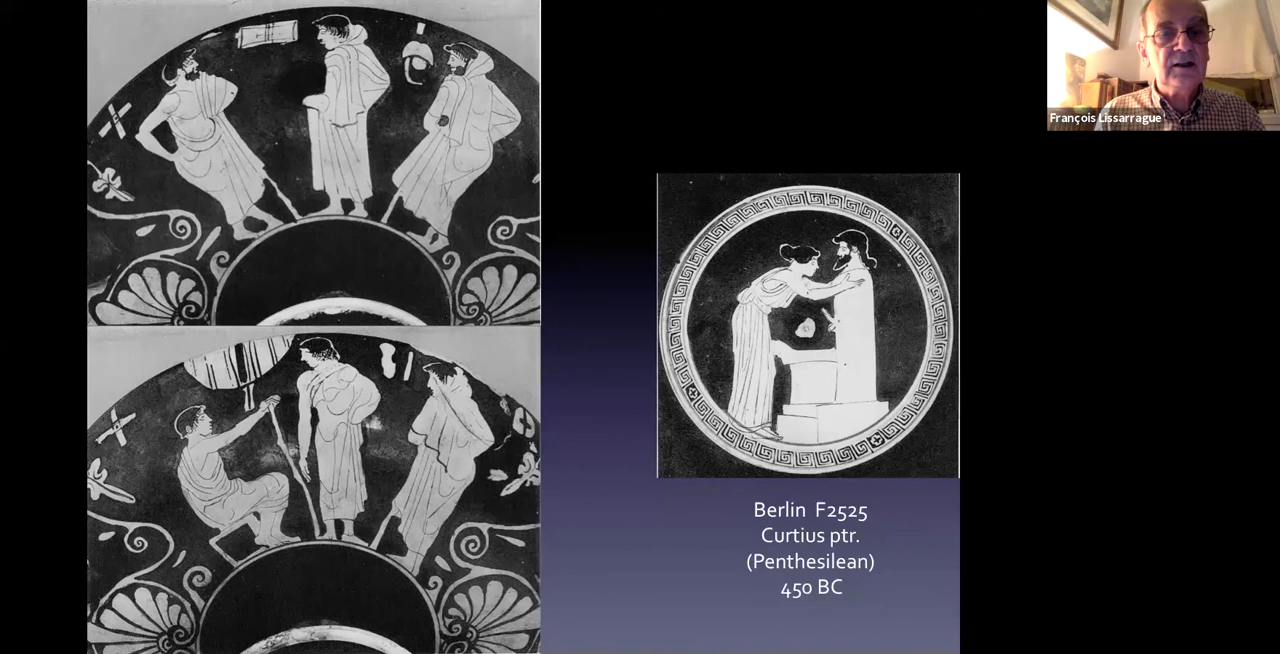 François Lissarrague
Berlin F2525
Curtius ptr.
(Penthesilean)
450 BC